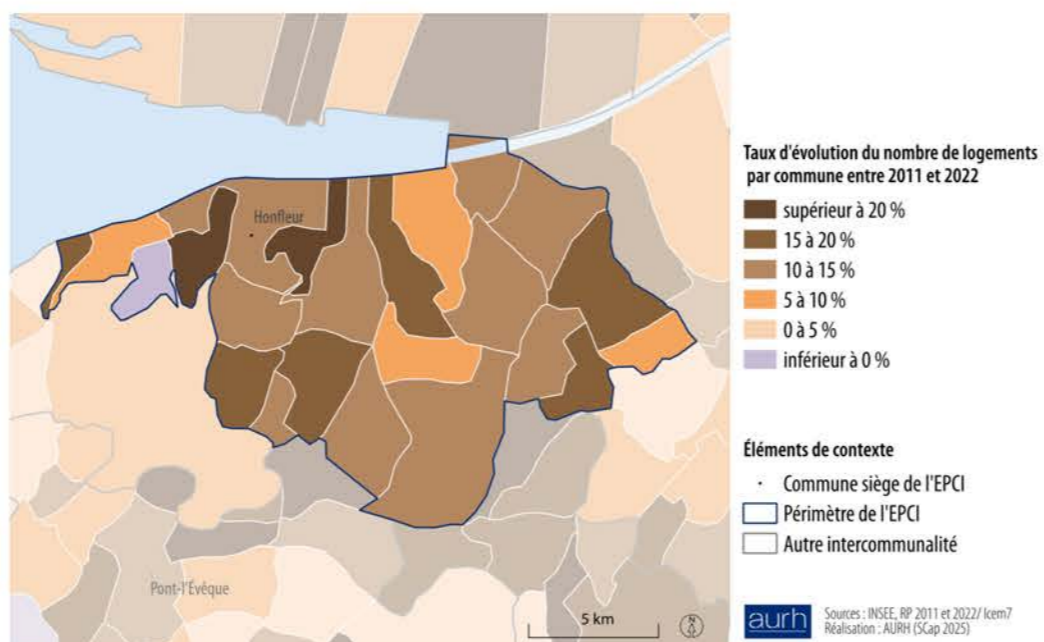 Honfleur
Pont-l'Évêque
5 km
N
Taux d'évolution du nombre de logements
par commune entre 2011 et 2022
supérieur à 20 %
15 à 20 %
10 à 15 %
5 à 10 %
0 à 5 %
inférieur à 0 %
Éléments de contexte
Commune siège de l'EPCI
Périmètre de l'EPCI
Autre intercommunalité
aurh
Sources : INSEE, RP 2011 et 2022/ Icem7
Réalisation : AURH (SCap 2025)